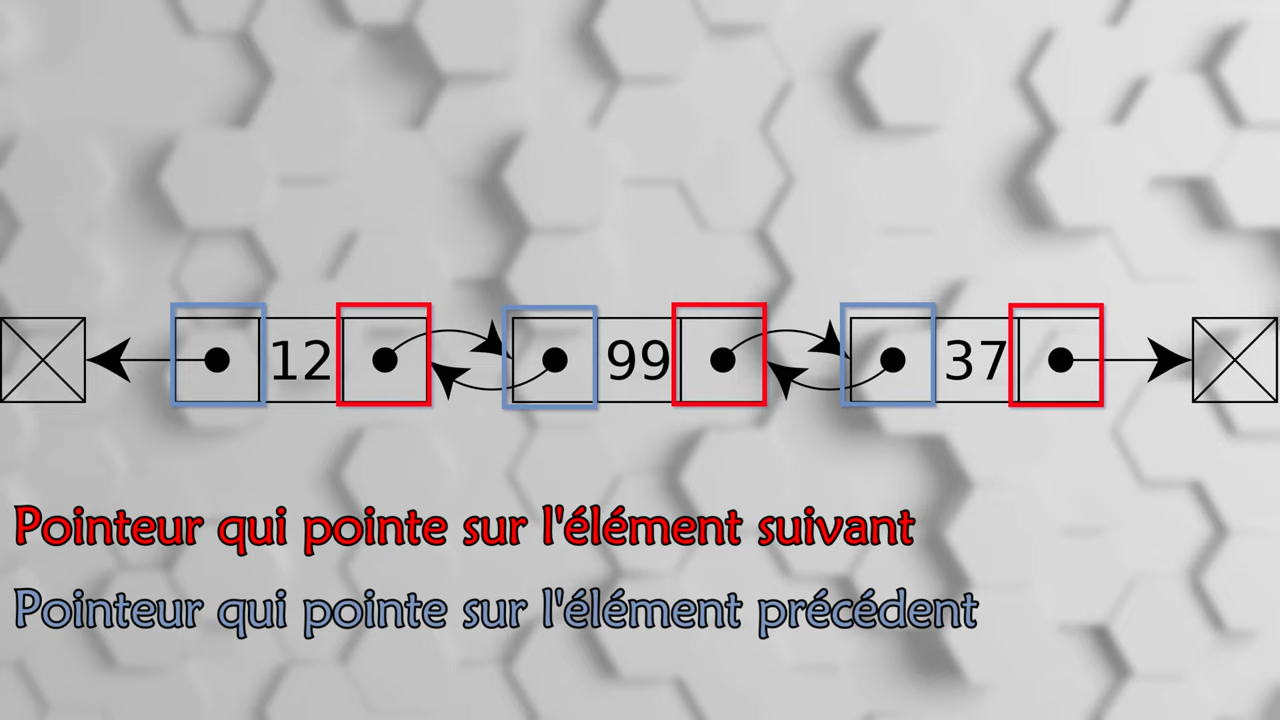 12 99 37
Pointeur qui pointe sur l'élément suivant
Pointeur qui pointe sur l'élément précédent